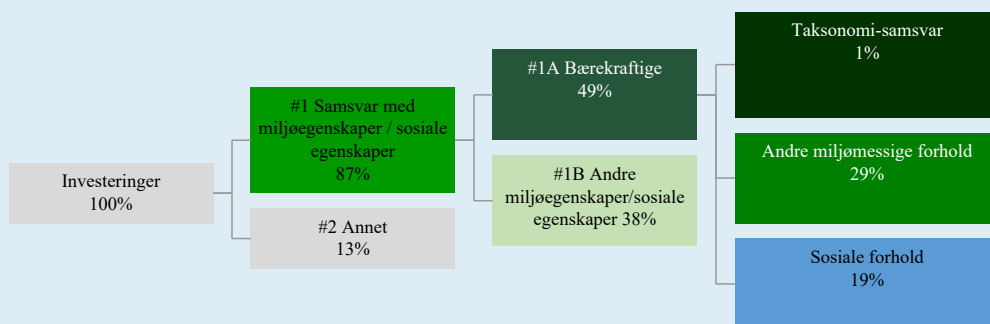 Investeringer
100%
#1 Samsvar med
miljøegenskaper / sosiale
egenskaper
87%
#2 Annet
13%
#1A Bærekraftige
49%
#1B Andre
miljøegenskaper/sosiale
egenskaper 38%
Taksonomi-samsvar
1%
Andre miljømessige forhold
29%
Sosiale forhold
19%